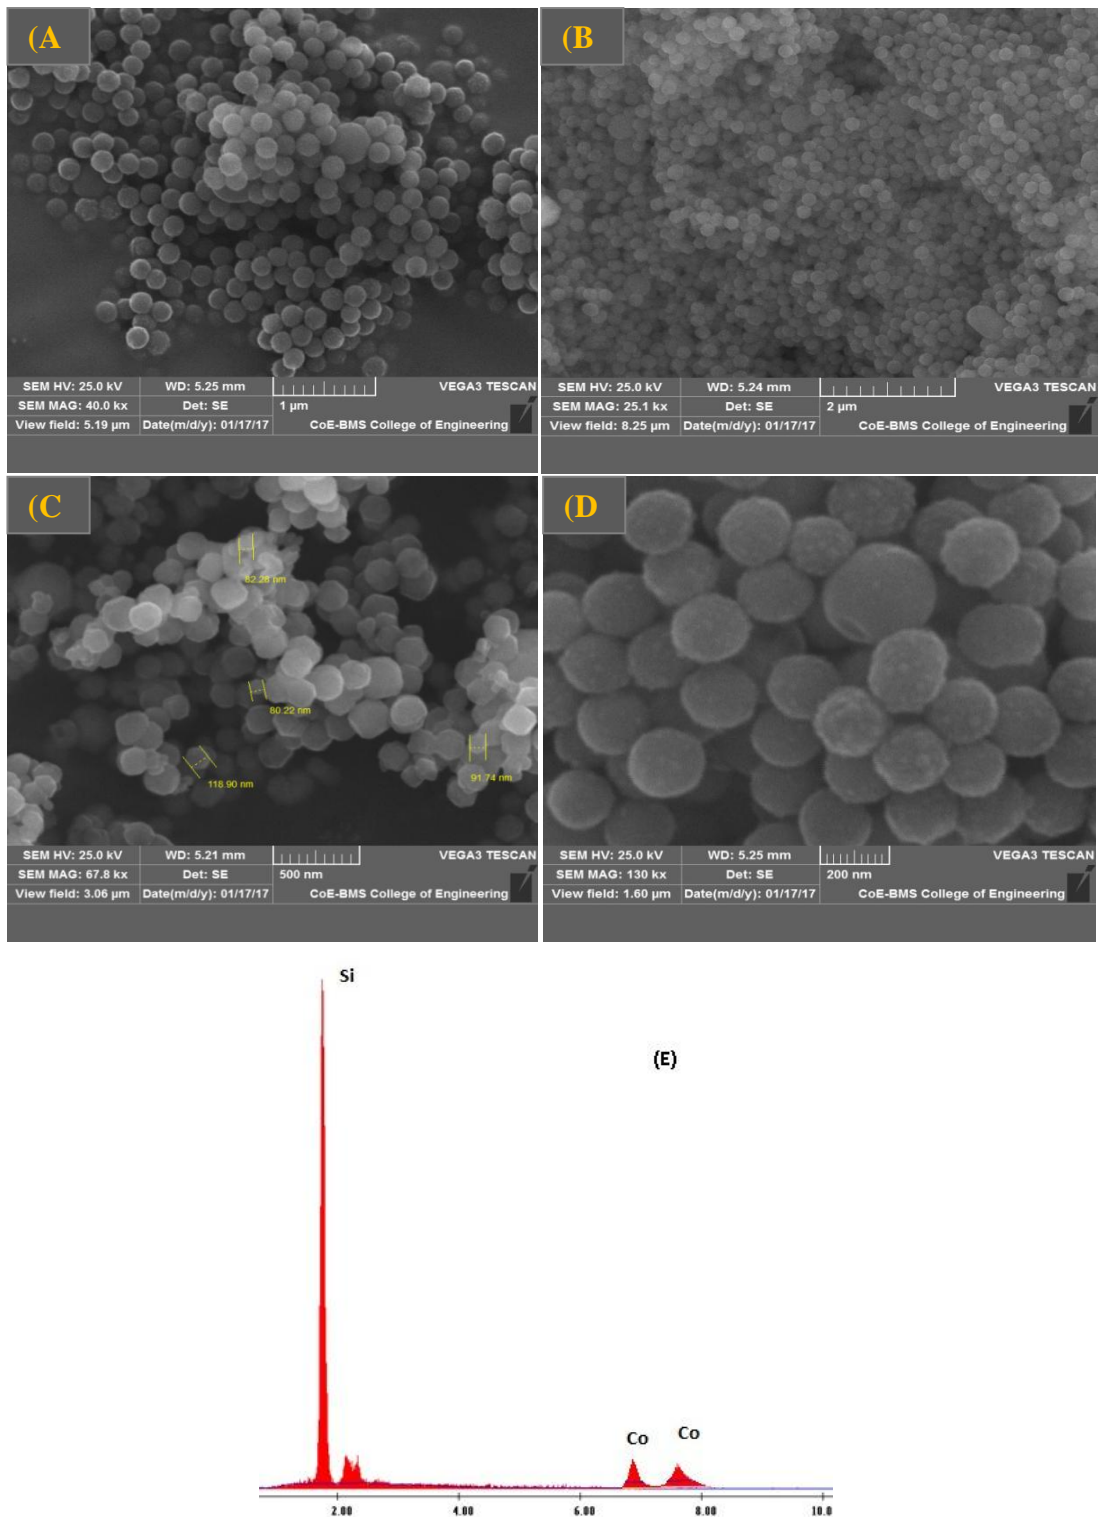 (A
SEM HV: 25.0 kV WD: 5.25 mm VEGA3 TESCAN
SEM MAG: 40.0 kx Det: SE 1 µm
View field: 5.19 µm Date(m/d/y): 01/17/17 CoE-BMS College of Engineering
(B
SEM HV: 25.0 kV WD: 5.24 mm VEGA3 TESCAN
SEM MAG: 25.1 kx Det: SE 2 µm
View field: 8.25 µm Date(m/d/y): 01/17/17 CoE-BMS College of Engineering
(C
82.28 nm
80.22 nm
118.90 nm
91.74 nm
SEM HV: 25.0 kV WD: 5.21 mm VEGA3 TESCAN
SEM MAG: 67.8 kx Det: SE 500 nm
View field: 3.06 µm Date(m/d/y): 01/17/17 CoE-BMS College of Engineering
(D
SEM HV: 25.0 kV WD: 5.25 mm VEGA3 TESCAN
SEM MAG: 130 kx Det: SE 200 nm
View field: 1.60 µm Date(m/d/y): 01/17/17 CoE-BMS College of Engineering
Si
(E)
Co Co
2.00 4.00 6.00 8.00 10.0